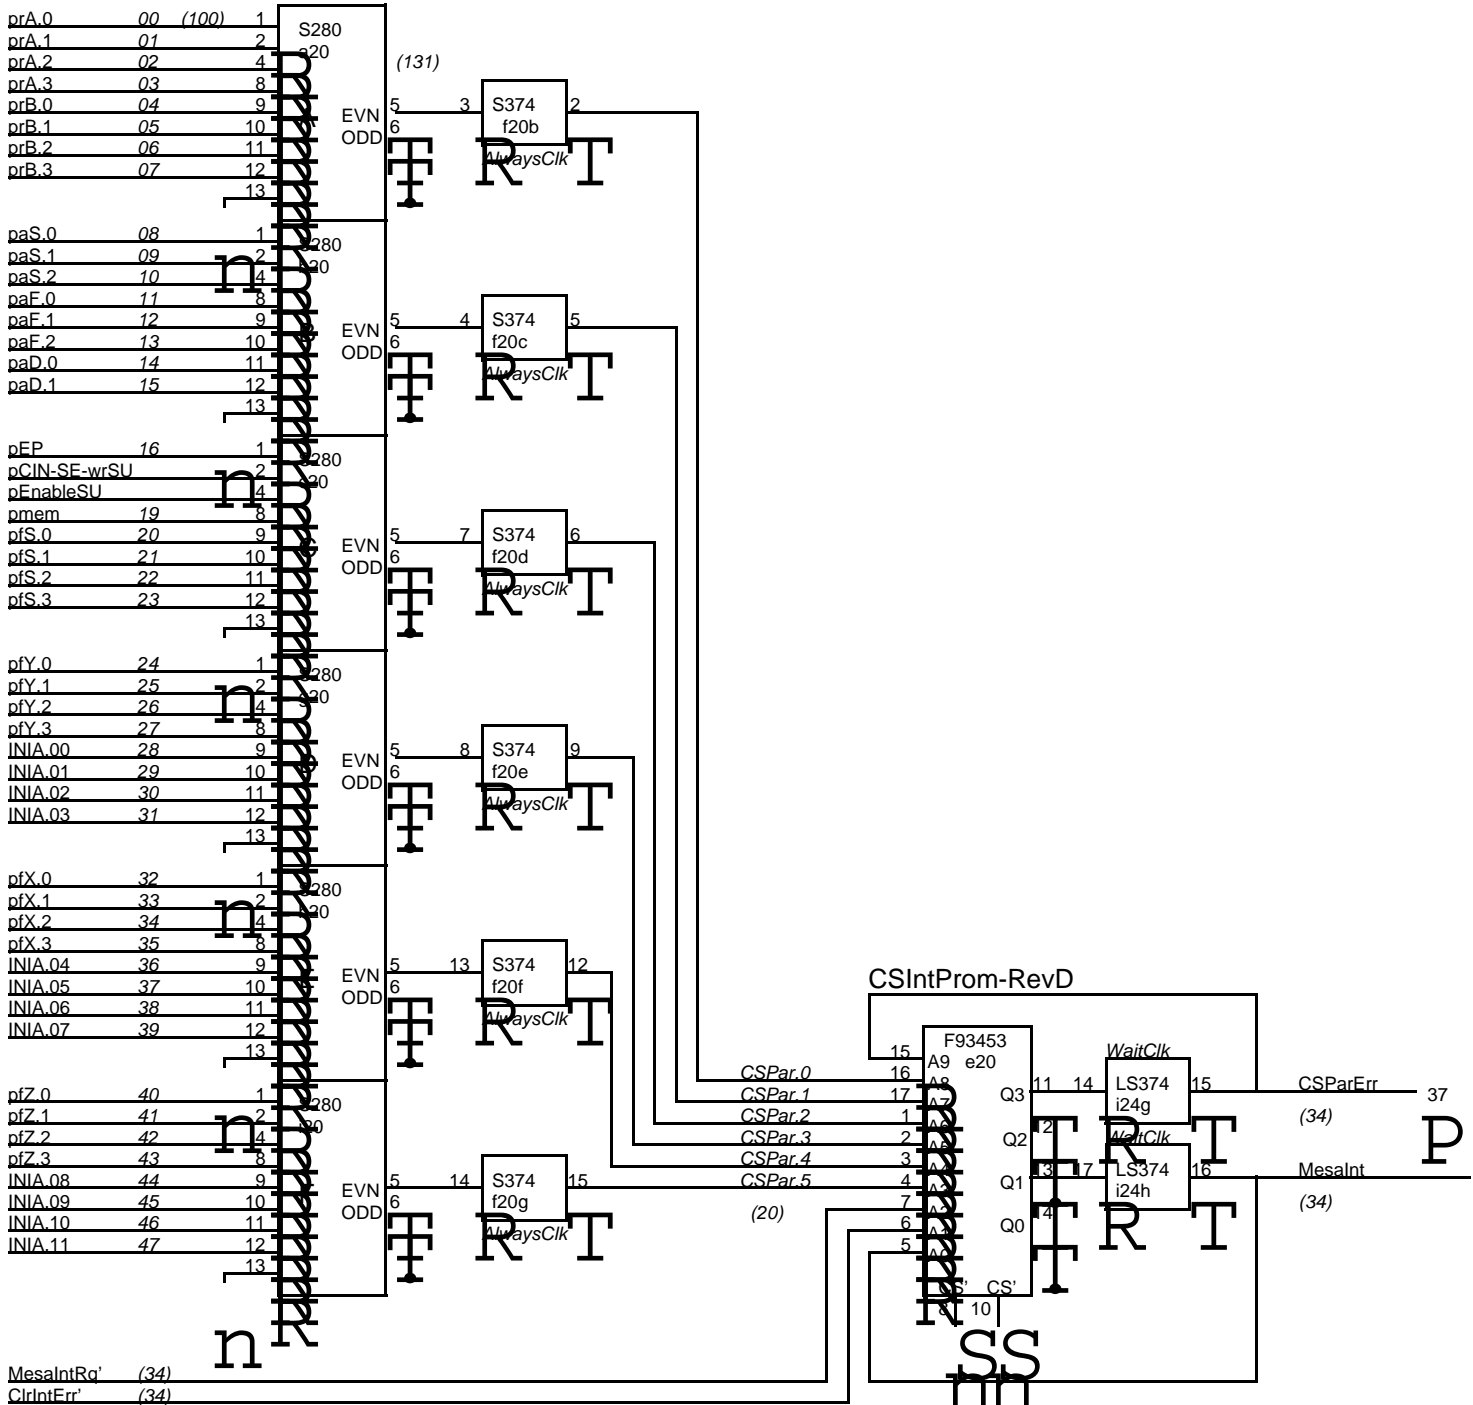 prA.0 00 (100) 1 S280
prA.1 01 2 a20
prA.2 02 4 (131)
prA.3 03 8
prB.0 04 9 EVN 5 3 S374 2
prB.1 05 10 ODD 6 f20b
prB.2 06 11
prB.3 07 12 AlwaysClk
13
paS.0 08 1 S280
paS.1 09 2
paS.2 10 4
paF.0 11 8
paF.1 12 9 EVN 5 4 S374 5
paF.2 13 10 ODD 6 f20c
paD.0 14 11
paD.1 15 12 AlwaysClk
13
pEP 16 1 S280
pCIN-SE-wrSU 2
pEnableSU 4
pmem 19 8
pfS.0 20 9 EVN 5 7 S374 6
pfS.1 21 10 ODD 6 f20d
pfS.2 22 11
pfS.3 23 12 AlwaysClk
13
pfY.0 24 1 S280
pfY.1 25 2
pfY.2 26 4
pfY.3 27 8
INIA.00 28 9 EVN 5 8 S374 9
INIA.01 29 10 ODD 6 f20e
INIA.02 30 11
INIA.03 31 12 AlwaysClk
13
pfX.0 32 1 S280
pfX.1 33 2
pfX.2 34 4
pfX.3 35 8
INIA.04 36 9 EVN 5 13 S374 12
INIA.05 37 10 ODD 6 f20f
INIA.06 38 11
INIA.07 39 12 AlwaysClk
13
CSIntProm-RevD
F93453
e20
15 A9
CSPar.0 16 A8
CSPar.1 17 A7
CSPar.2 1 A6
CSPar.3 2 A5
CSPar.4 3 A4
CSPar.5 4 A3
(20) 7 A2
6 A1
5 A0
CS' CS'
8 10
WaitClk
Q3 11 14 LS374 15 CSParErr 37
i24g (34)
Q2 12
WaitClk
Q1 13 17 LS374 16 MesaInt
i24h (34)
Q0 14
pfZ.0 40 1 S280
pfZ.1 41 2
pfZ.2 42 4
pfZ.3 43 8
INIA.08 44 9 EVN 5 14 S374 15
INIA.09 45 10 ODD 6 f20g
INIA.10 46 11
INIA.11 47 12 AlwaysClk
13
MesaIntRq' (34)
ClrIntErr' (34)